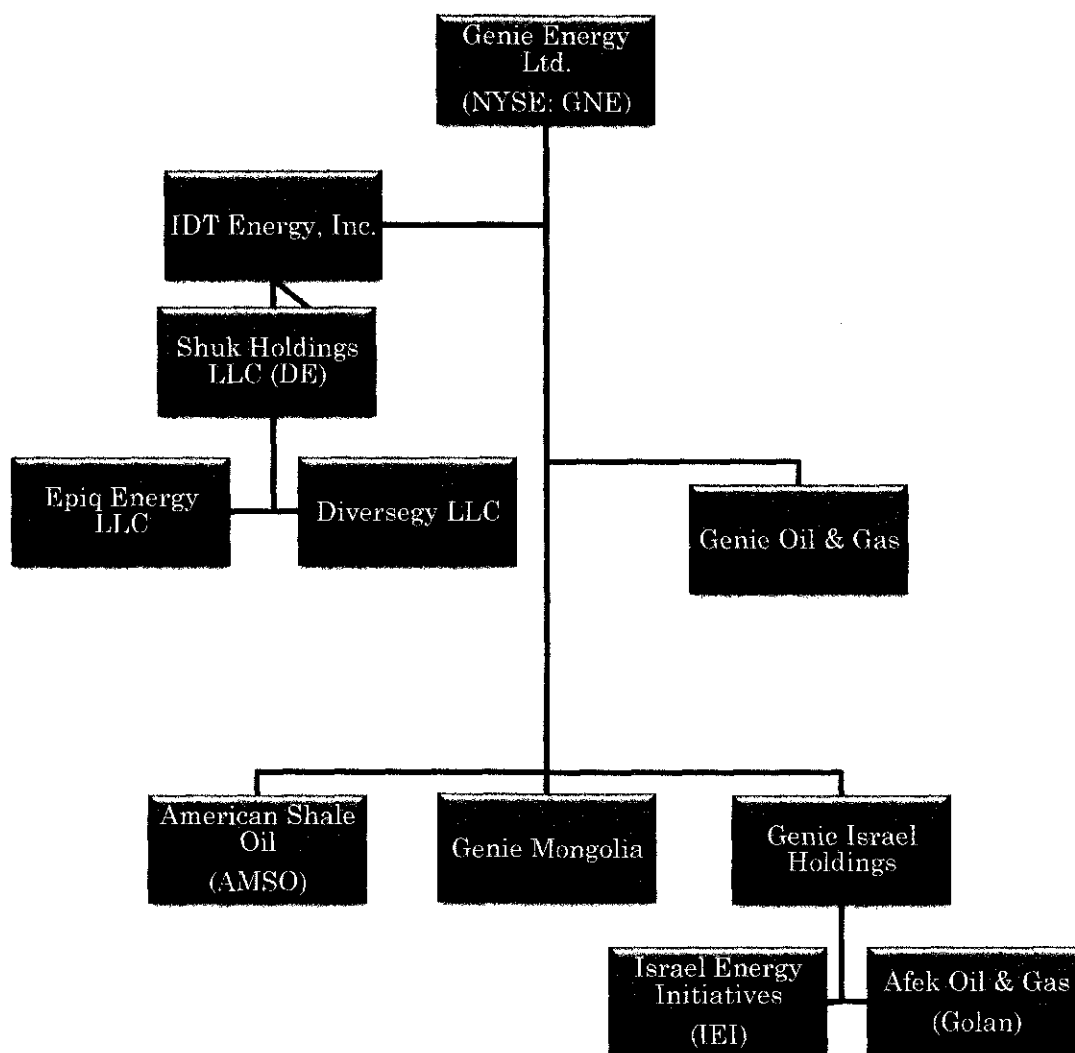 Genie Energy
Ltd.
(NYSE: GNE)
IDT Energy, Inc.
Shuk Holdings
LLC (DE)
Epiq Energy
LLC
Diversegy LLC
Genie Oil & Gas
American Shale
Oil
(AMSO)
Genie Mongolia
Genie Israel
Holdings
Israel Energy
Initiatives
(IEI)
Afek Oil & Gas
(Golan)